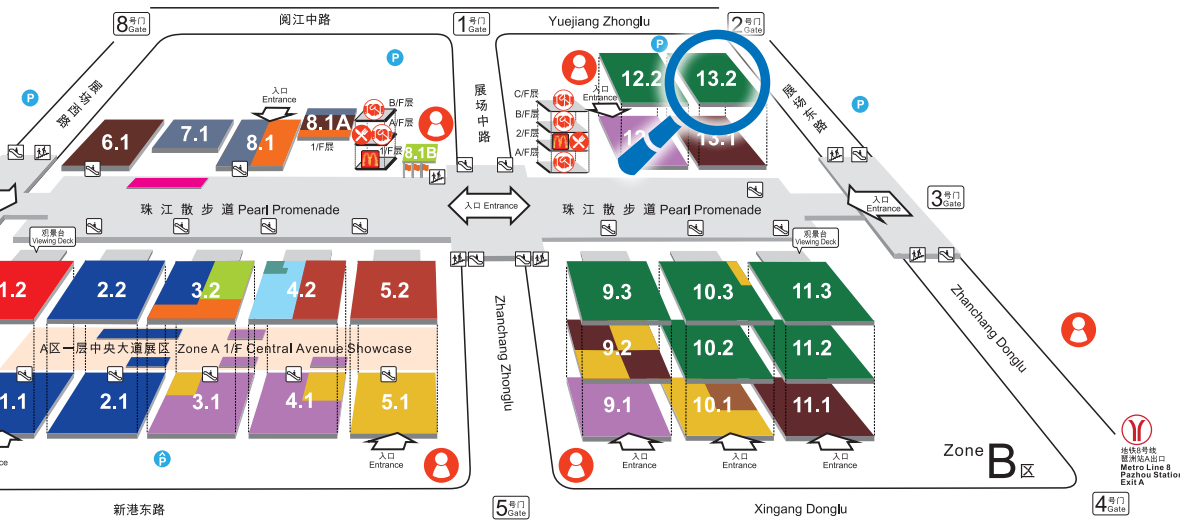 8号门
Gate
阅江中路
1号门
Gate
Yuejiang Zhonglu
2号门
Gate
P
P
P
P
展场西路
展场中路
展场东路
入口
Entrance
6.1
7.1
8.1
8.1A
1/F层
B/F层
A/F层
1/F层
8.1B
C/F层
B/F层
2/F层
A/F层
入口
Entrance
12.2
13.2
13.1
珠江散步道 Pearl Promenade
入口 Entrance
珠江散步道 Pearl Promenade
入口
Entrance
3号门
Gate
观景台
Viewing Deck
观景台
Viewing Deck
1.2
2.2
3.2
4.2
5.2
9.3
10.3
11.3
A区一层中央大道展区 Zone A 1/F Central Avenue Showcase
9.2
10.2
11.2
1.1
2.1
3.1
4.1
5.1
9.1
10.1
11.1
Zhanchang Zhonglu
Zhanchang Donglu
入口
Entrance
入口
Entrance
入口
Entrance
入口
Entrance
P
Zone B区
地铁8号线
琶洲站A出口
Metro Line 8
Pazhou Station
Exit A
新港东路
5号门
Gate
Xingang Donglu
4号门
Gate